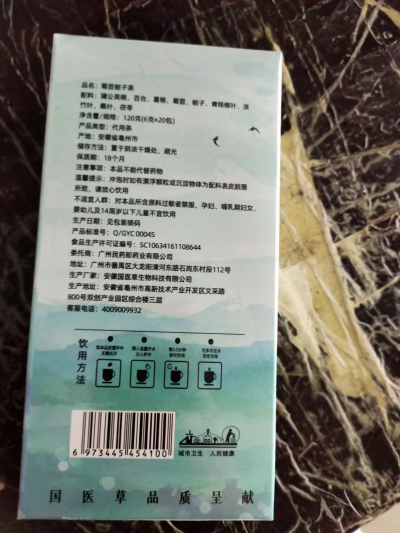 品名：菊苣栀子茶
配料：蒲公英根、百合、葛根、菊苣、栀子、青钱柳叶、淡
竹叶、桑叶、茯苓
净含量/规格：120克(6克×20包)
产品类型：代用茶
产地：安徽省亳州市
储存方法：置于阴凉干燥处，避光
保质期：18个月
注意事项：本品不能代替药物
温馨提示：冲泡时如有漂浮颗粒或沉淀物体为配料表皮脱落
所致，请放心饮用
不适宜人群：对本品所含原料过敏者禁服，孕妇、哺乳期妇女、
婴幼儿及14周岁以下儿童不宜饮用
生产日期：见包装喷码
产品标准号：Q/GYC 0004S
食品生产许可证编号：SC10634161108644
委托商：广州民药部药业有限公司
地址：广州市番禺区大龙街清河东路石岗东村段112号
生产厂家：安徽国医草生物科技有限公司
生产地址：安徽省亳州市高新技术产业开发区文采路
800号双创产业园区综合楼三层
客服电话：4009009932
饮用方法
6 973445 454100
城市卫生 人民健康
国医草品质呈献